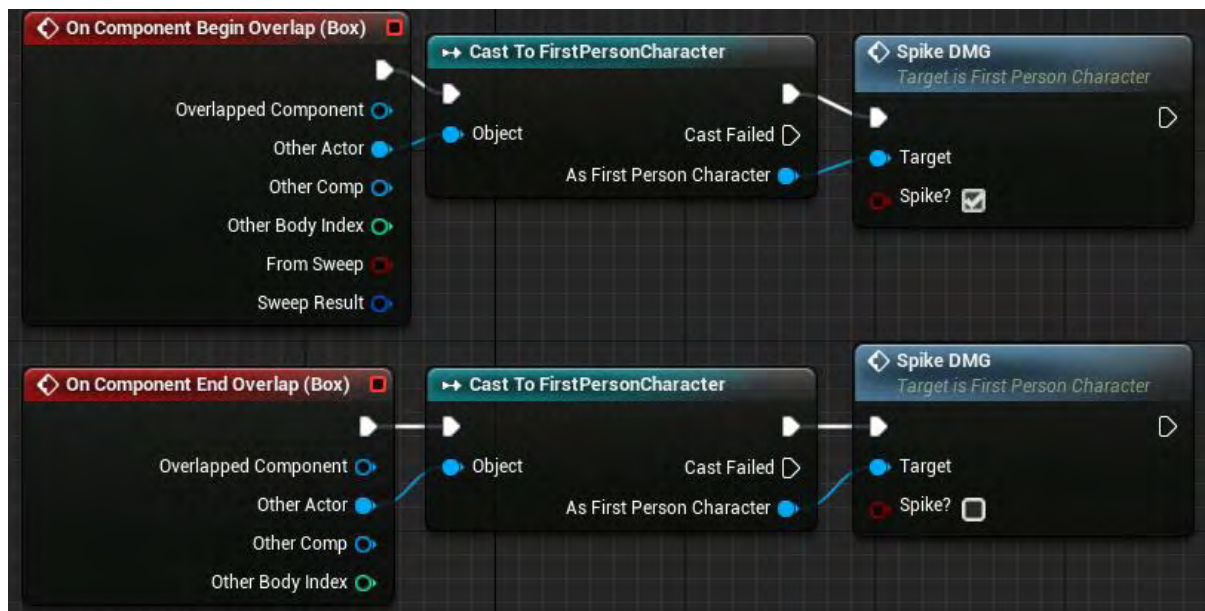 On Component Begin Overlap (Box)
Overlapped Component
Other Actor
Other Comp
Other Body Index
From Sweep
Sweep Result
Cast To FirstPersonCharacter
Object
Cast Failed
As First Person Character
Spike DMG
Target is First Person Character
Target
Spike?
On Component End Overlap (Box)
Overlapped Component
Other Actor
Other Comp
Other Body Index
Cast To FirstPersonCharacter
Object
Cast Failed
As First Person Character
Spike DMG
Target is First Person Character
Target
Spike?